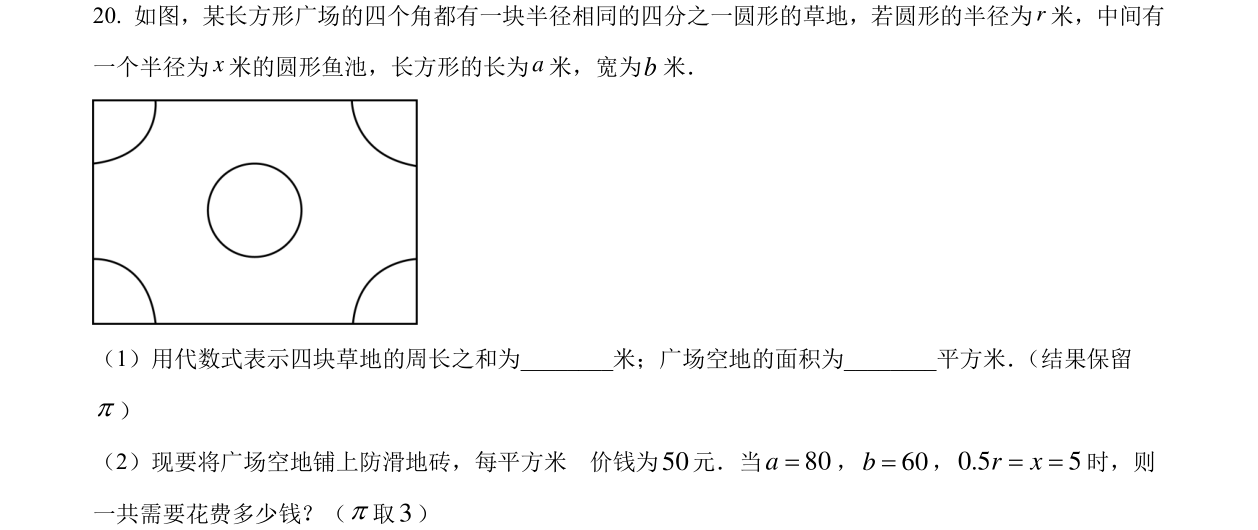 20. 如图，某长方形广场的四个角都有一块半径相同的四分之一圆形的草地，若圆形的半径为r米，中间有
一个半径为x米的圆形鱼池，长方形的长为a米，宽为b米．
（1）用代数式表示四块草地的周长之和为________米；广场空地的面积为________平方米．（结果保留
π）
（2）现要将广场空地铺上防滑地砖，每平方米 价钱为50元．当a=80，b=60，0.5r=x=5时，则
一共需要花费多少钱？（π取3）